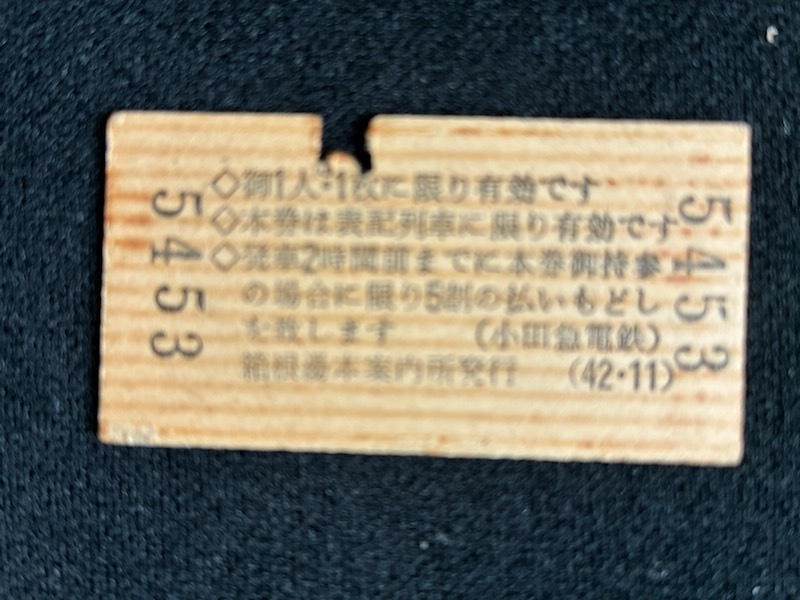 5453
◇御1人・1枚に限り有効です
◇本券は表記列車に限り有効です
◇発車2時間前までに本券御持参
の場合に限り5割の払いもどし
を致します (小田急電鉄)
箱根湯本案内所発行 (42・11)
5453